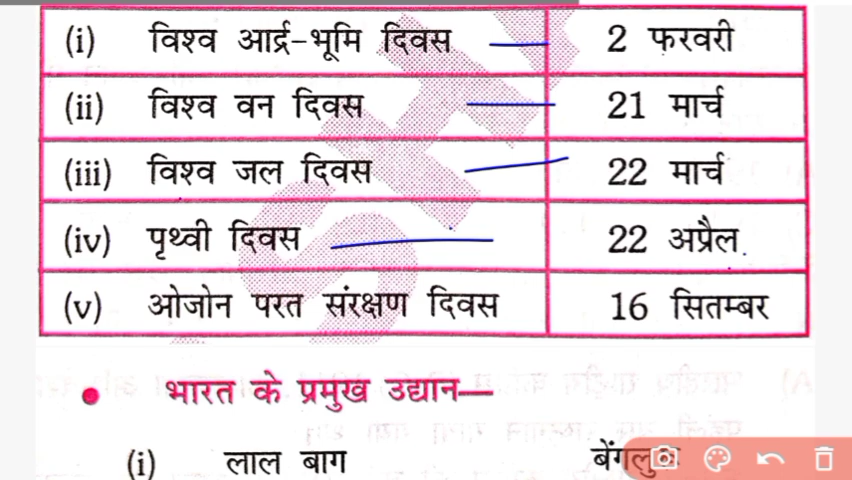 (i) विश्व आर्द्र-भूमि दिवस 2 फरवरी
(ii) विश्व वन दिवस 21 मार्च
(iii) विश्व जल दिवस 22 मार्च
(iv) पृथ्वी दिवस 22 अप्रैल
(v) ओजोन परत संरक्षण दिवस 16 सितम्बर
• भारत के प्रमुख उद्यान—
(i) लाल बाग